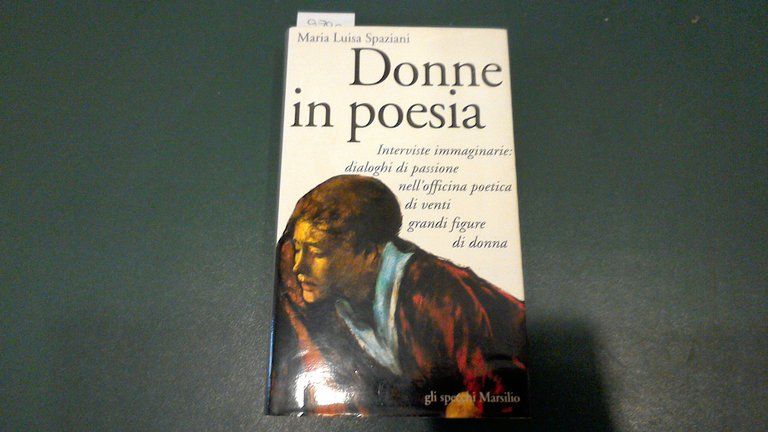 Maria Luisa Spaziani
Donne
in poesia
Interviste immaginarie:
dialoghi di passione
nell'officina poetica
di venti
grandi figure
di donna
gli specchi Marsilio